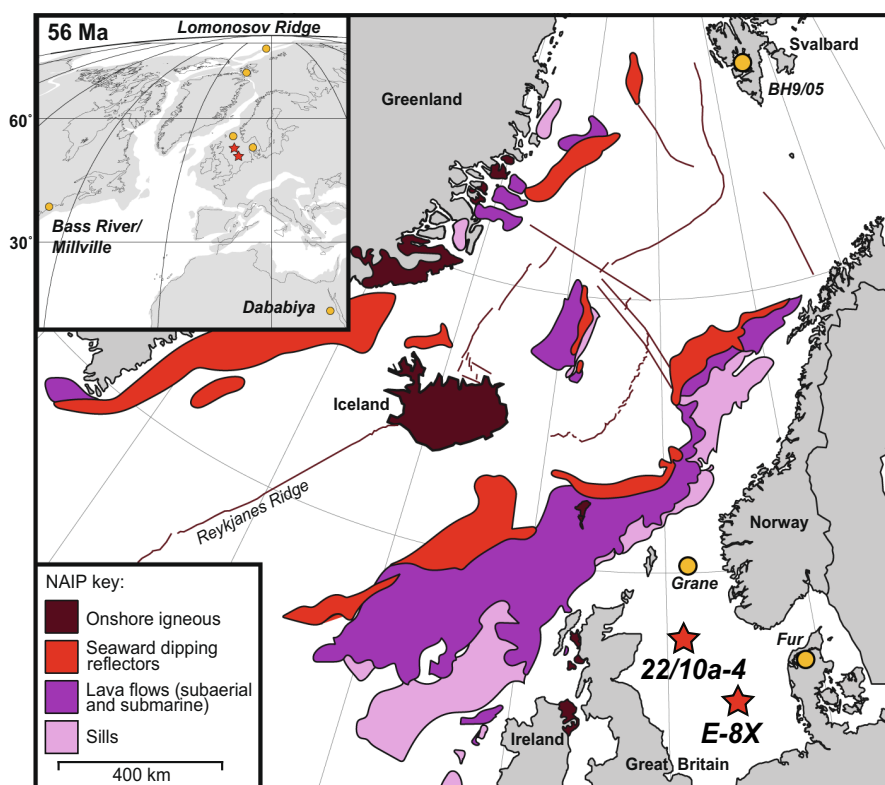 56 Ma
Lomonosov Ridge
60°
30°
Bass River/
Millville
Dababiya
Svalbard
BH9/05
Greenland
Iceland
Reykjanes Ridge
Norway
Grane
Fur
22/10a-4
E-8X
Ireland
Great Britain
NAIP key:
Onshore igneous
Seaward dipping
reflectors
Lava flows (subaerial
and submarine)
Sills
400 km